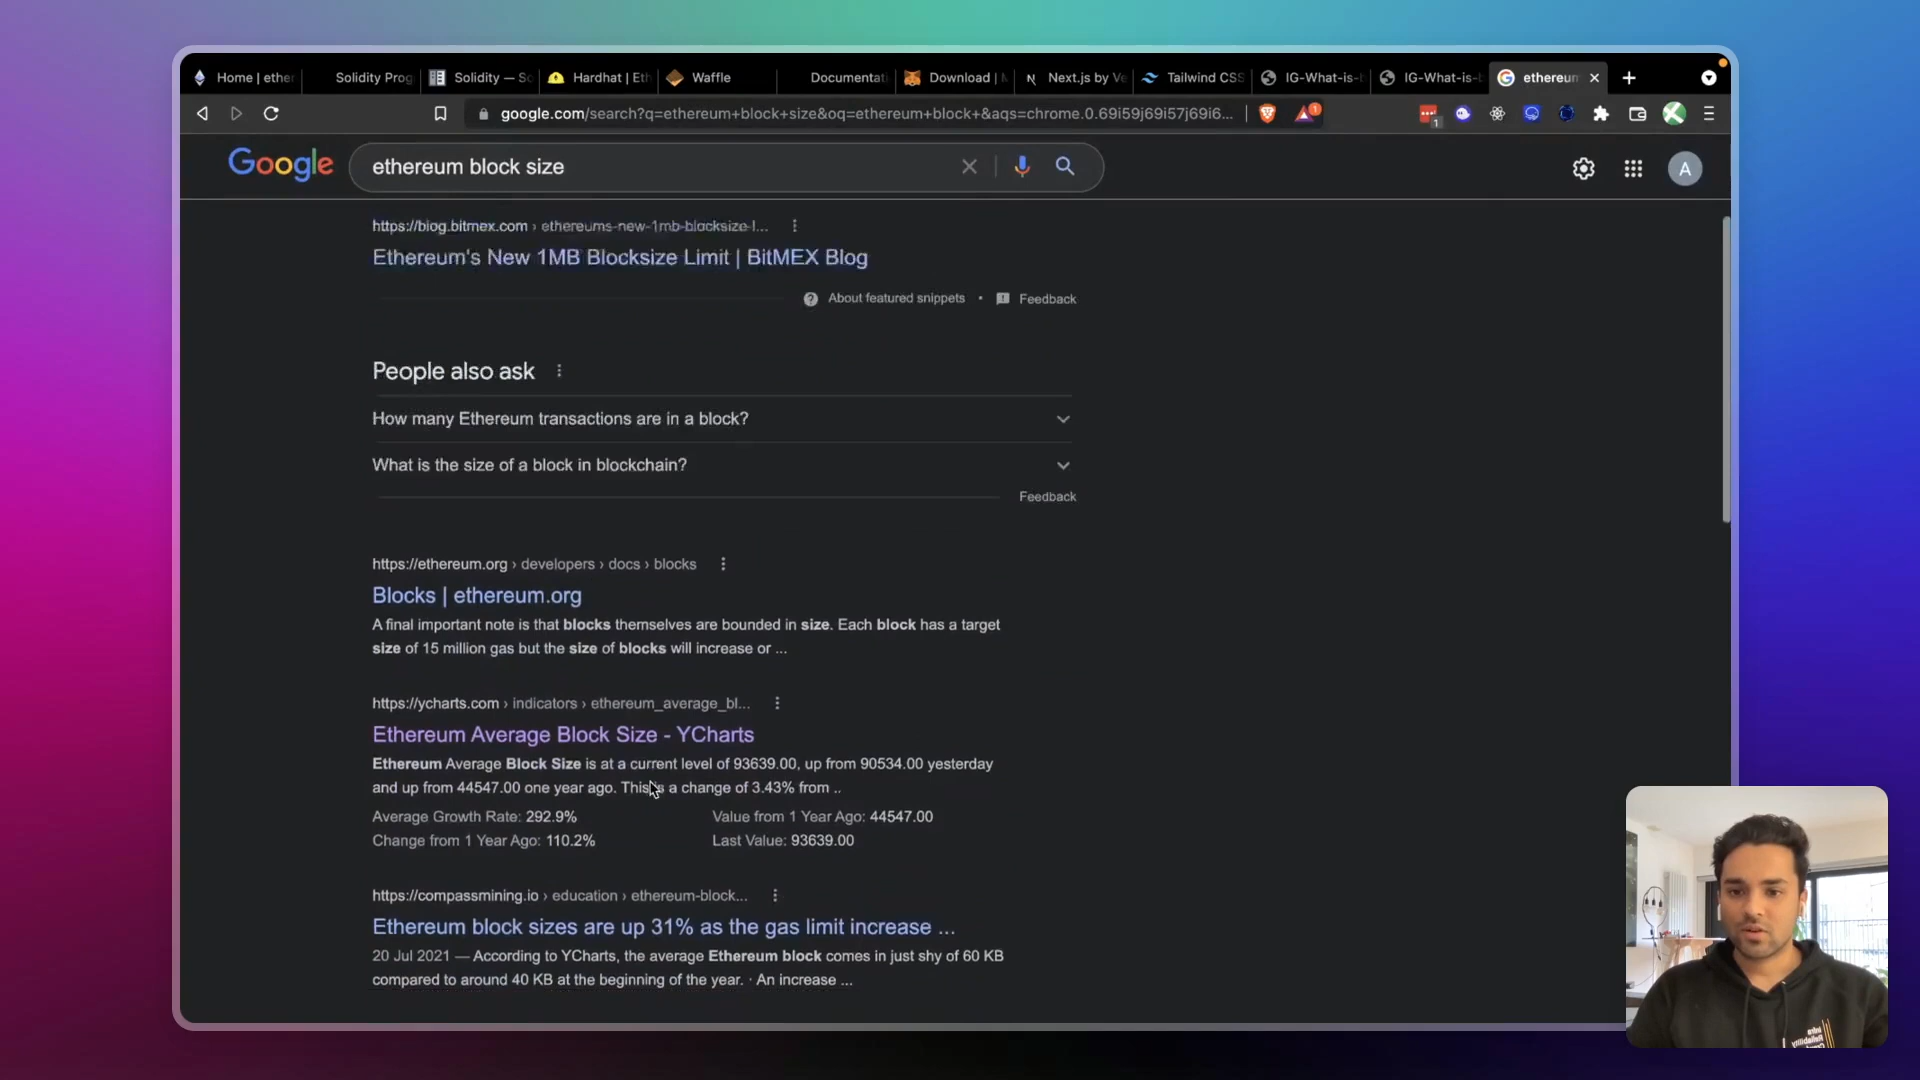 Home | ether
Solidity Prog
Solidity — So
Hardhat | Eth
Waffle
Documentati
Download | M
Next.js by Ve
Tailwind CSS
IG-What-is-b
IG-What-is-b
ethereum
google.com/search?q=ethereum+block+size&oq=ethereum+block+&aqs=chrome.0.69i59j69i57j69i6...
1
1
Google
ethereum block size
A
https://blog.bitmex.com › ethereums-new-1mb-blocksize-l...
Ethereum's New 1MB Blocksize Limit | BitMEX Blog
About featured snippets • Feedback
People also ask
How many Ethereum transactions are in a block?
What is the size of a block in blockchain?
Feedback
https://ethereum.org › developers › docs › blocks
Blocks | ethereum.org
A final important note is that blocks themselves are bounded in size. Each block has a target
size of 15 million gas but the size of blocks will increase or ...
https://ycharts.com › indicators › ethereum_average_bl...
Ethereum Average Block Size - YCharts
Ethereum Average Block Size is at a current level of 93639.00, up from 90534.00 yesterday
and up from 44547.00 one year ago. This is a change of 3.43% from ..
Average Growth Rate: 292.9%
Value from 1 Year Ago: 44547.00
Change from 1 Year Ago: 110.2%
Last Value: 93639.00
https://compassmining.io › education › ethereum-block...
Ethereum block sizes are up 31% as the gas limit increase ...
20 Jul 2021 — According to YCharts, the average Ethereum block comes in just shy of 60 KB
compared to around 40 KB at the beginning of the year. · An increase ...